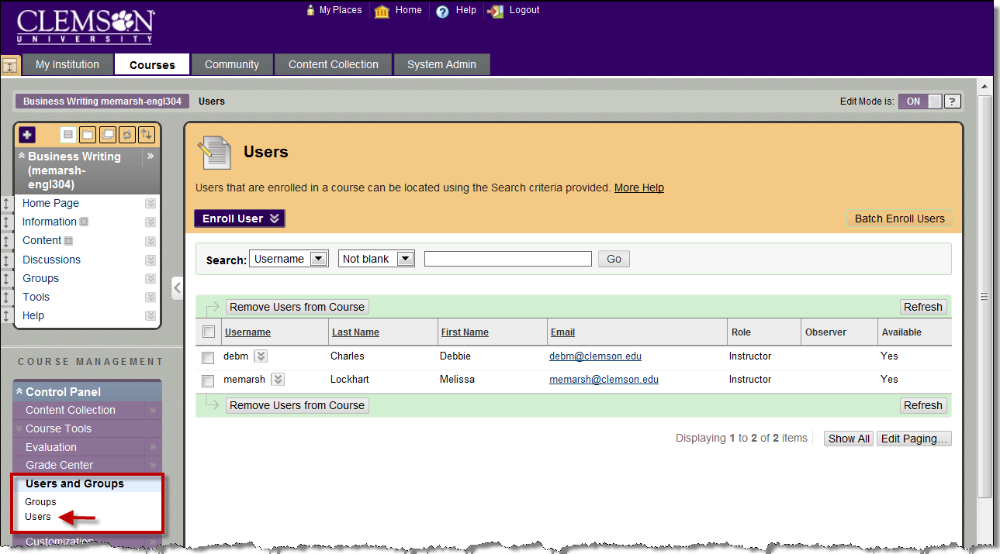 CLEMSON
UNIVERSITY
My Places Home ? Help Logout
My Institution Courses Community Content Collection System Admin
Business Writing memarsh-engl304 Users Edit Mode is: ON ?
Business Writing
(memarsh-
engl304)
Home Page
Information
Content
Discussions
Groups
Tools
Help
COURSE MANAGEMENT
Control Panel
Content Collection
Course Tools
Evaluation
Grade Center
Users and Groups
Groups
Users
Customization
Users
Users that are enrolled in a course can be located using the Search criteria provided. More Help
Enroll User Batch Enroll Users
Search: Username Not blank Go
Remove Users from Course Refresh
Username Last Name First Name Email Role Observer Available
debm Charles Debbie debm@clemson.edu Instructor Yes
memarsh Lockhart Melissa memarsh@clemson.edu Instructor Yes
Remove Users from Course Refresh
Displaying 1 to 2 of 2 items Show All Edit Paging...